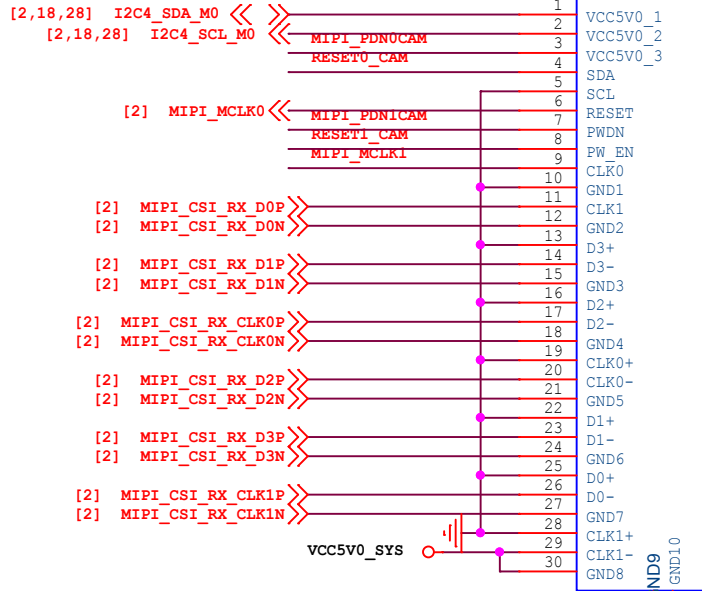 1
[2,18,28] I2C4_SDA_M0 VCC5V0_1
2
[2,18,28] I2C4_SCL_M0 MIPI_PDN0CAM VCC5V0_2
3
RESET0_CAM VCC5V0_3
4
SDA
5
SCL
6
[2] MIPI_MCLK0 MIPI_PDN1CAM RESET
7
RESET1_CAM PWDN
8
MIPI_MCLK1 PW_EN
9
CLK0
10
GND1
11
[2] MIPI_CSI_RX_D0P CLK1
12
[2] MIPI_CSI_RX_D0N GND2
13
D3+
14
[2] MIPI_CSI_RX_D1P D3-
15
[2] MIPI_CSI_RX_D1N GND3
16
D2+
17
[2] MIPI_CSI_RX_CLK0P D2-
18
[2] MIPI_CSI_RX_CLK0N GND4
19
CLK0+
20
[2] MIPI_CSI_RX_D2P CLK0-
21
[2] MIPI_CSI_RX_D2N GND5
22
D1+
23
[2] MIPI_CSI_RX_D3P D1-
24
[2] MIPI_CSI_RX_D3N GND6
25
D0+
26
[2] MIPI_CSI_RX_CLK1P D0-
27
[2] MIPI_CSI_RX_CLK1N GND7
28
CLK1+
29
VCC5V0_SYS CLK1-
30
GND8
ND9
GND10